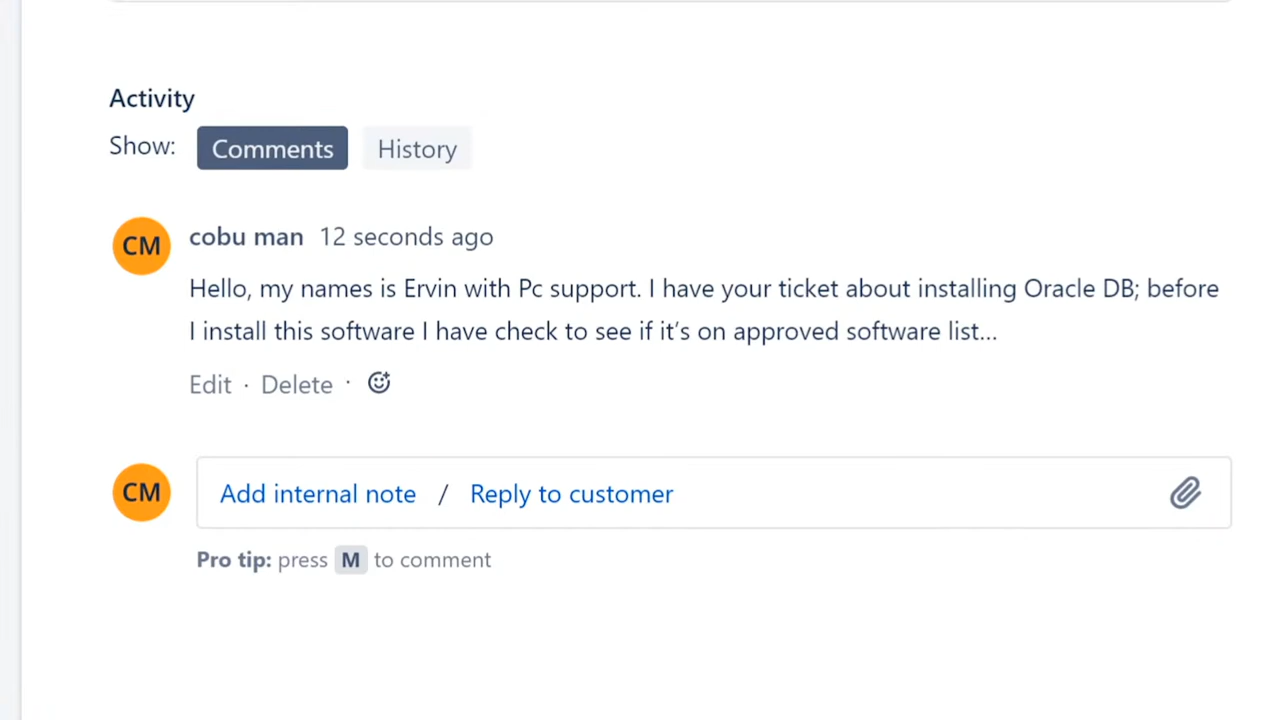 Activity
Show: Comments History
CM cobu man 12 seconds ago
Hello, my names is Ervin with Pc support. I have your ticket about installing Oracle DB; before
I install this software I have check to see if it’s on approved software list...
Edit · Delete ·
CM Add internal note / Reply to customer
Pro tip: press M to comment